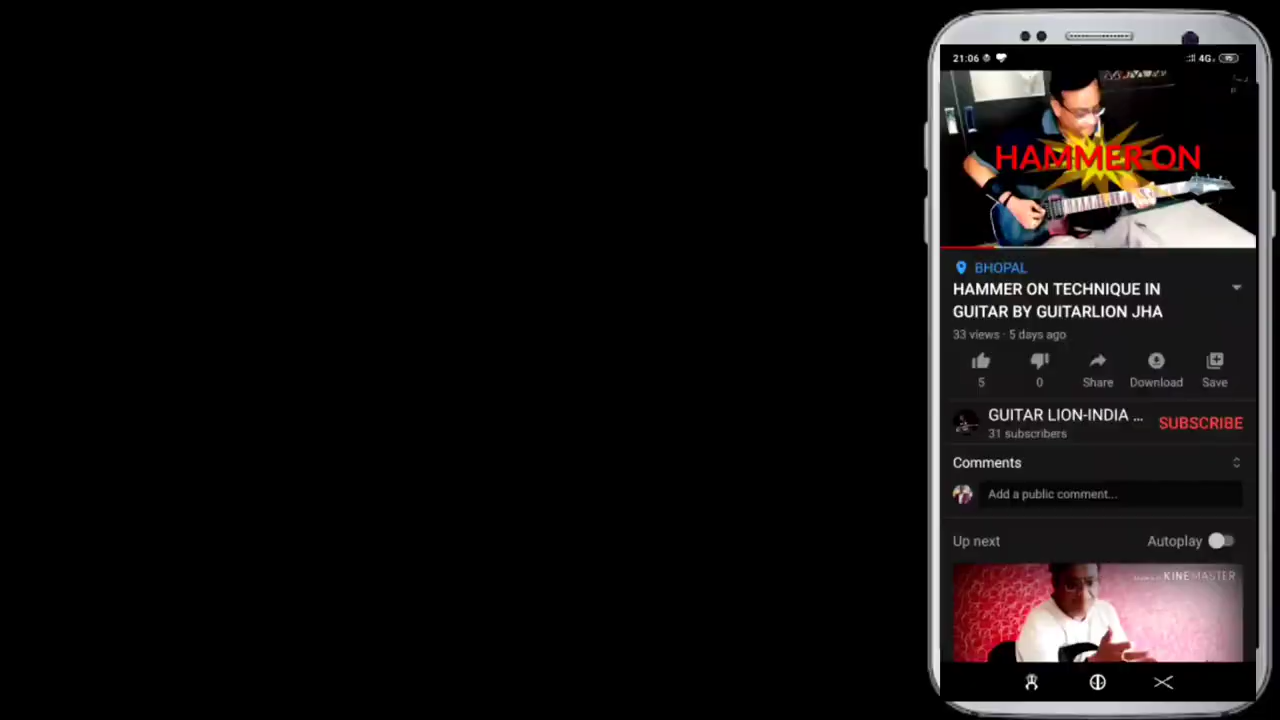 21:06
4G
HAMMER ON
BHOPAL
HAMMER ON TECHNIQUE IN
GUITAR BY GUITARLION JHA
33 views · 5 days ago
5
0
Share
Download
Save
GUITAR LION-INDIA ...
SUBSCRIBE
31 subscribers
Comments
Add a public comment...
Up next
Autoplay
KINEMASTER